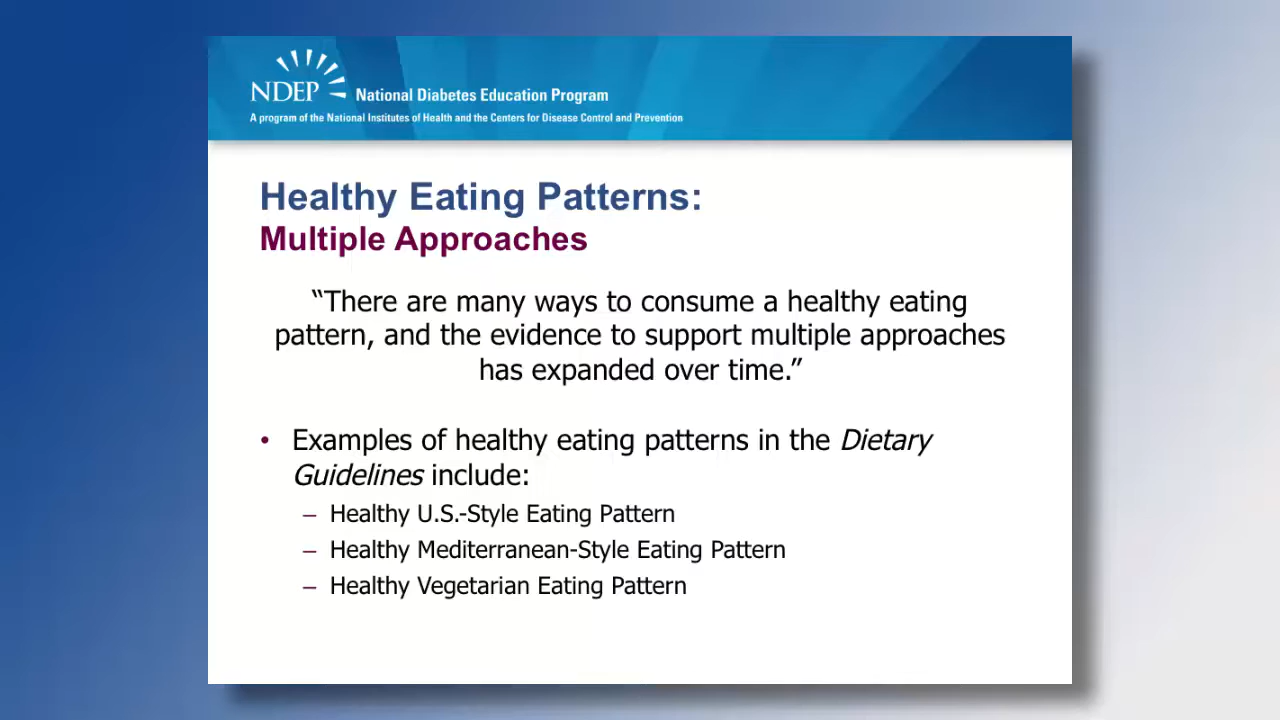 NDEP National Diabetes Education Program
A program of the National Institutes of Health and the Centers for Disease Control and Prevention
Healthy Eating Patterns:
Multiple Approaches
“There are many ways to consume a healthy eating
pattern, and the evidence to support multiple approaches
has expanded over time.”
• Examples of healthy eating patterns in the Dietary
Guidelines include:
– Healthy U.S.-Style Eating Pattern
– Healthy Mediterranean-Style Eating Pattern
– Healthy Vegetarian Eating Pattern